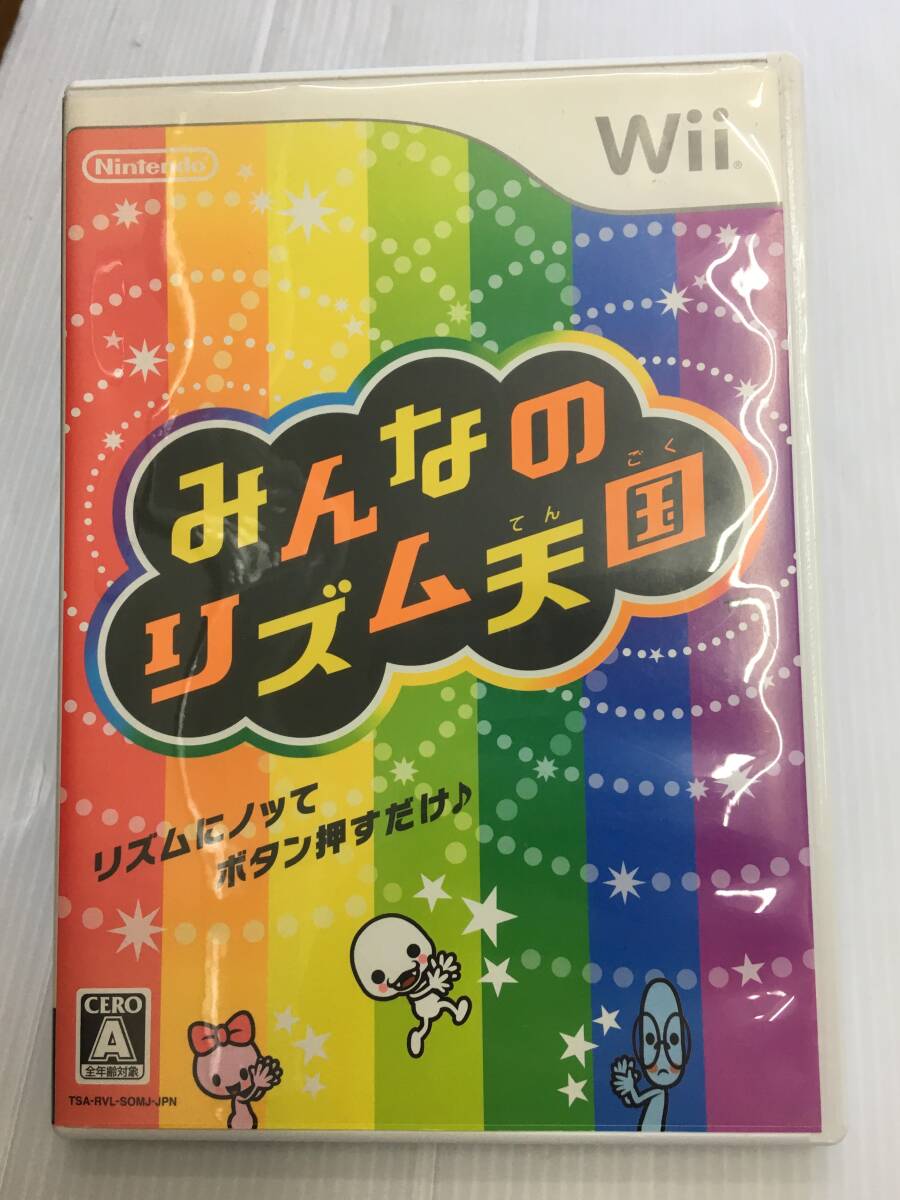 Nintendo
Wii®
みんなの
ごく
てん
リズム天国
リズムにノッて
ボタン押すだけ♪
CERO
A
全年齢対象
TSA-RVL-SOMJ-JPN